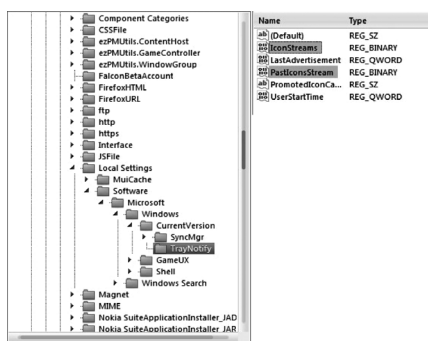 Component Categories
CSSFile
ezPMUtils.ContentHost
ezPMUtils.GameController
ezPMUtils.WindowGroup
FalconBetaAccount
FirefoxHTML
FirefoxURL
ftp
http
https
Interface
JSFile
Local Settings
MuiCache
Software
Microsoft
Windows
CurrentVersion
SyncMgr
TrayNotify
GameUX
Shell
Windows Search
Magnet
MIME
Nokia SuiteApplicationInstaller_JAD
Nokia SuiteApplicationInstaller_JAR
Name Type
(Default) REG_SZ
IconStreams REG_BINARY
LastAdvertisement REG_QWORD
PastIconsStream REG_BINARY
PromotedIconCa... REG_SZ
UserStartTime REG_QWORD